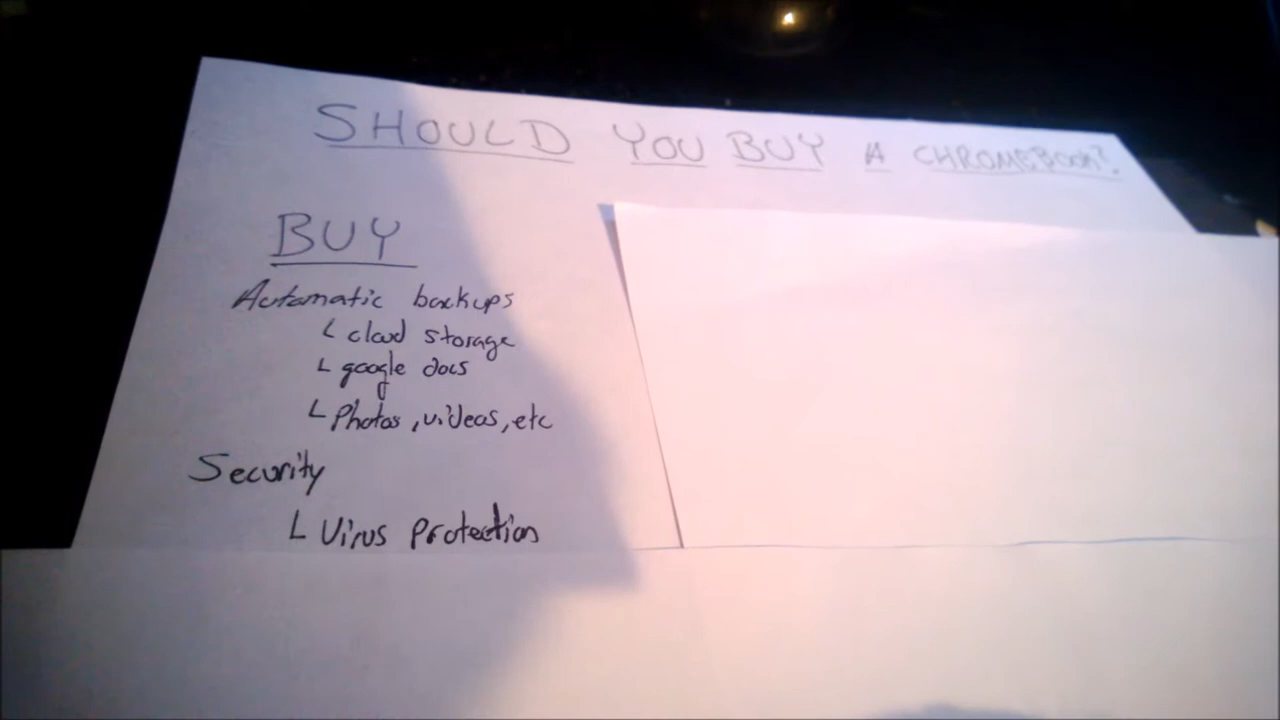 SHOULD YOU BUY A CHROMEBOOK?
BUY
Automatic backups
cloud storage
google docs
Photos, videos, etc
Security
Virus Protection